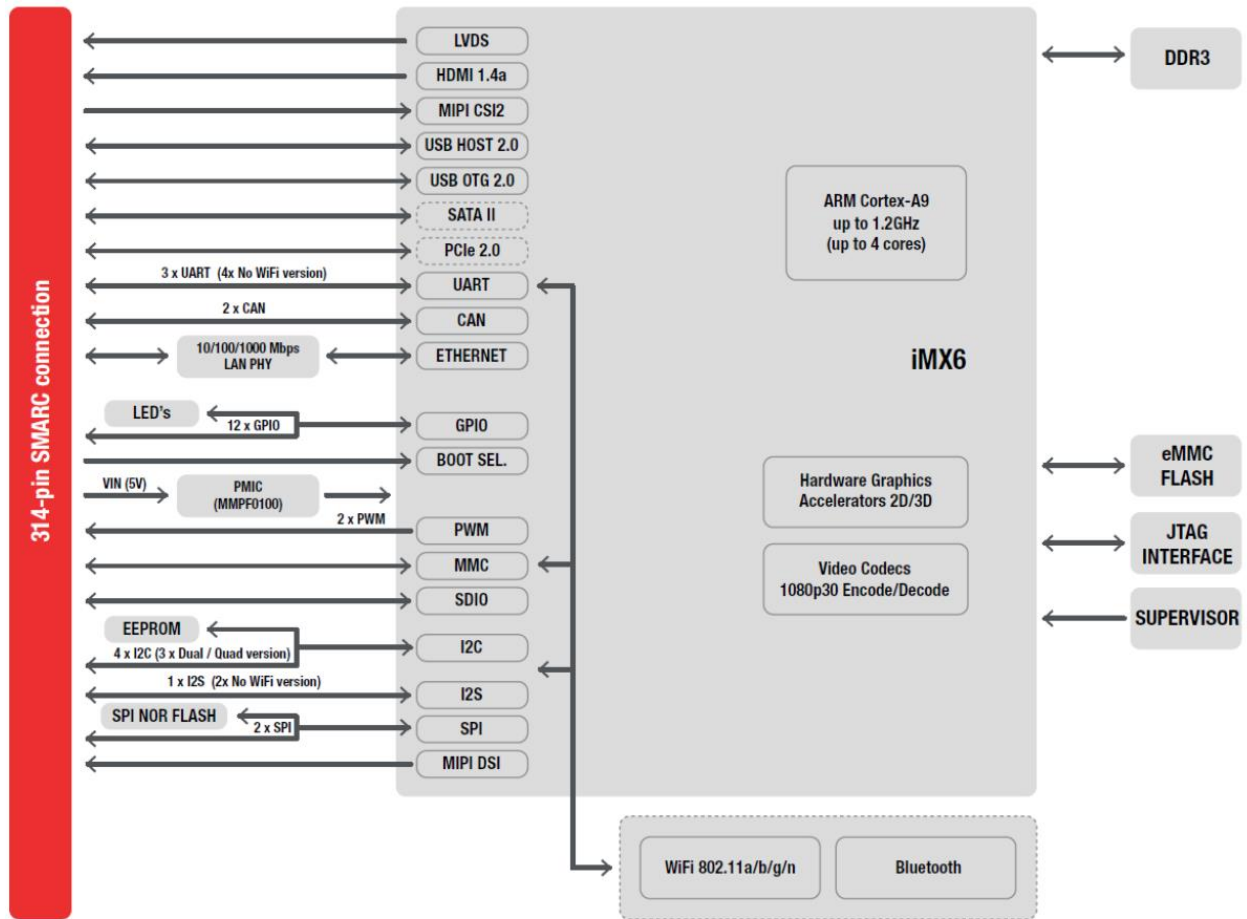 314-pin SMARC connection
LVDS
HDMI 1.4a
MIPI CSI2
USB HOST 2.0
USB OTG 2.0
SATA II
PCIe 2.0
3 x UART (4x No WiFi version)
UART
2 x CAN
CAN
10/100/1000 Mbps
LAN PHY
ETHERNET
LED's
12 x GPIO
GPIO
BOOT SEL.
VIN (5V)
PMIC
(MMPF0100)
2 x PWM
PWM
MMC
SDIO
EEPROM
4 x I2C (3 x Dual / Quad version)
I2C
1 x I2S (2x No WiFi version)
I2S
SPI NOR FLASH
2 x SPI
SPI
MIPI DSI
ARM Cortex-A9
up to 1.2GHz
(up to 4 cores)
iMX6
Hardware Graphics
Accelerators 2D/3D
Video Codecs
1080p30 Encode/Decode
DDR3
eMMC
FLASH
JTAG
INTERFACE
SUPERVISOR
WiFi 802.11a/b/g/n
Bluetooth